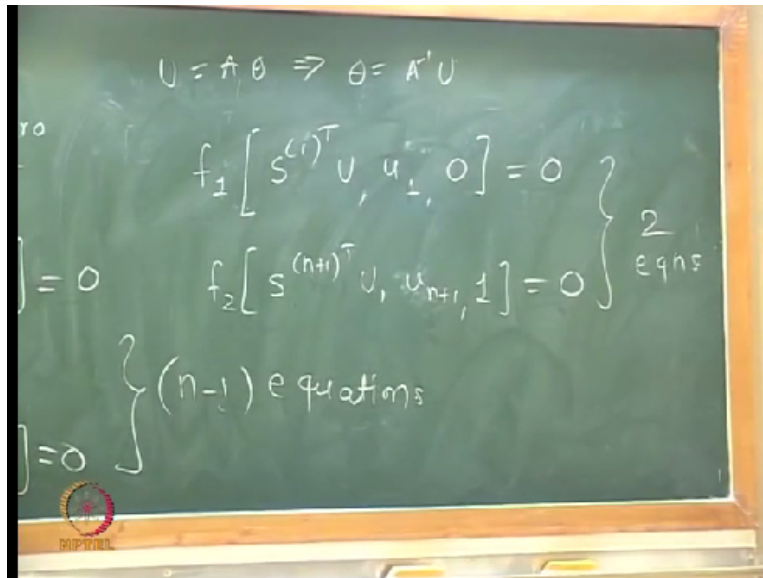 U = A θ ⇒ θ = A⁻¹ U
ro
f₁[ s⁽¹⁾ᵀ U, u₁, 0] = 0
] = 0 f₂[ s⁽ⁿ⁺¹⁾ᵀ U, uₙ₊₁, 1] = 0 } 2 eqns
] = 0 } (n-1) equations
NPTEL